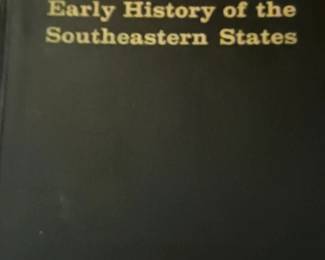 Early History of the
Southeastern States